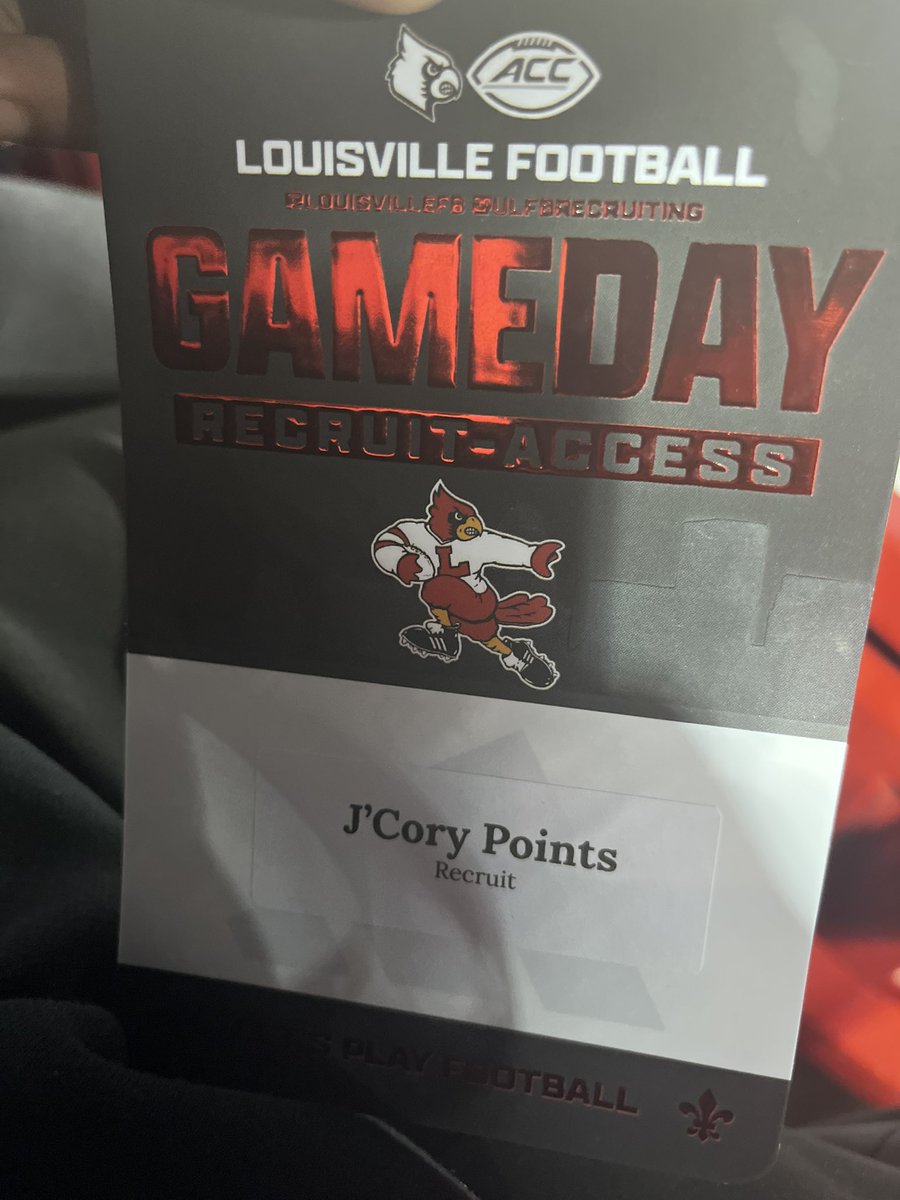 ACC
LOUISVILLE FOOTBALL
@LOUISVILLEFB @ULFBRECRUITING
GAMEDAY
RECRUIT-ACCESS
L
J'Cory Points
Recruit
PLAY FOOTBALL